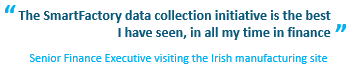 “ The SmartFactory data collection initiative is the best
I have seen, in all my time in finance ”
Senior Finance Executive visiting the Irish manufacturing site